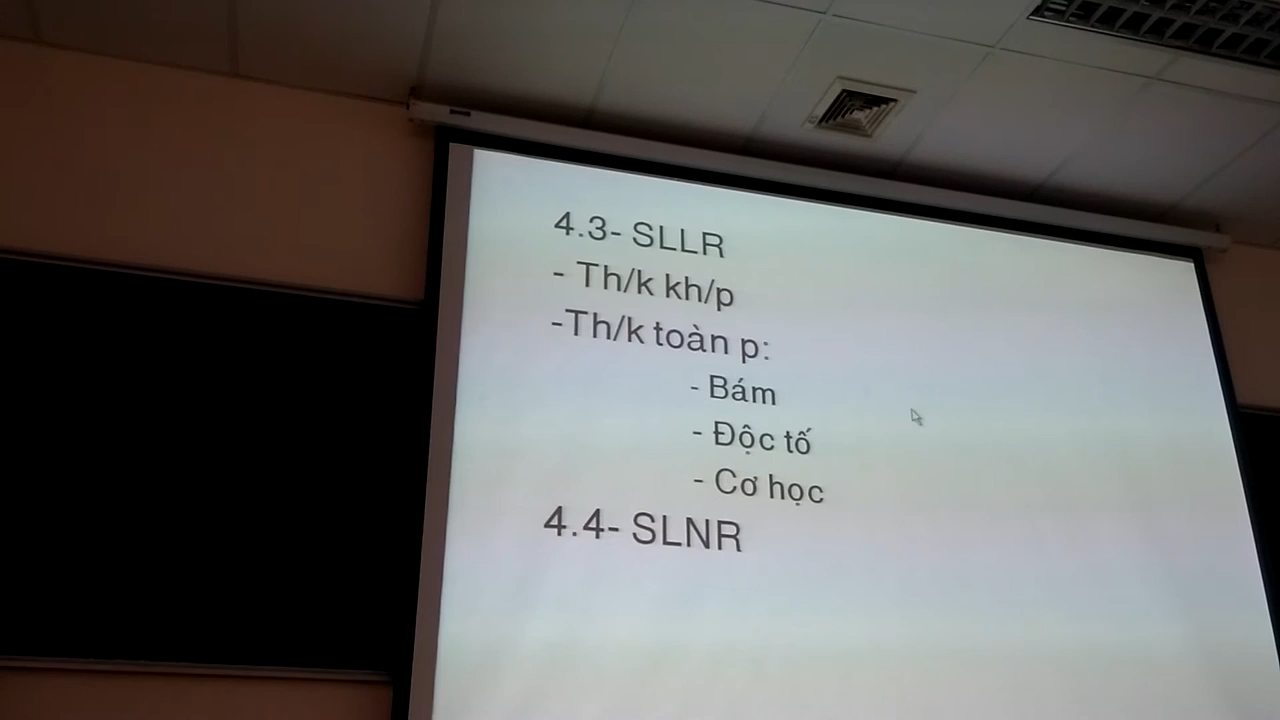 4.3- SLLR
- Th/k kh/p
-Th/k toàn p:
- Bám
- Độc tố
- Cơ học
4.4- SLNR